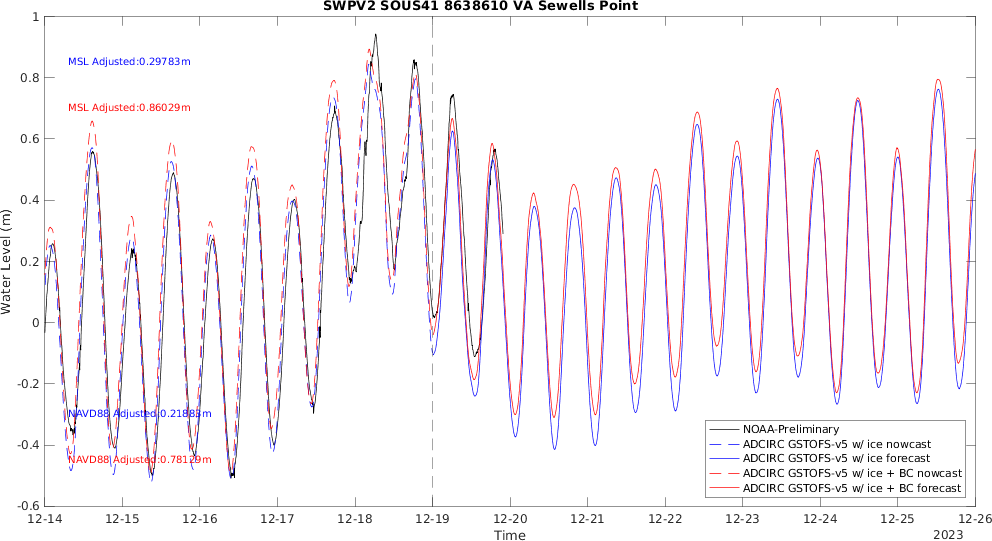 SWPV2 SOUS41 8638610 VA Sewells Point
1
0.8
0.6
0.4
0.2
0
-0.2
-0.4
-0.6
Water Level (m)
MSL Adjusted:0.29783m
MSL Adjusted:0.86029m
NAVD88 Adjusted:0.21883m
NAVD88 Adjusted:0.78129m
NOAA-Preliminary
ADCIRC GSTOFS-v5 w/ ice nowcast
ADCIRC GSTOFS-v5 w/ ice forecast
ADCIRC GSTOFS-v5 w/ ice + BC nowcast
ADCIRC GSTOFS-v5 w/ ice + BC forecast
12-14 12-15 12-16 12-17 12-18 12-19 12-20 12-21 12-22 12-23 12-24 12-25 12-26
Time
2023